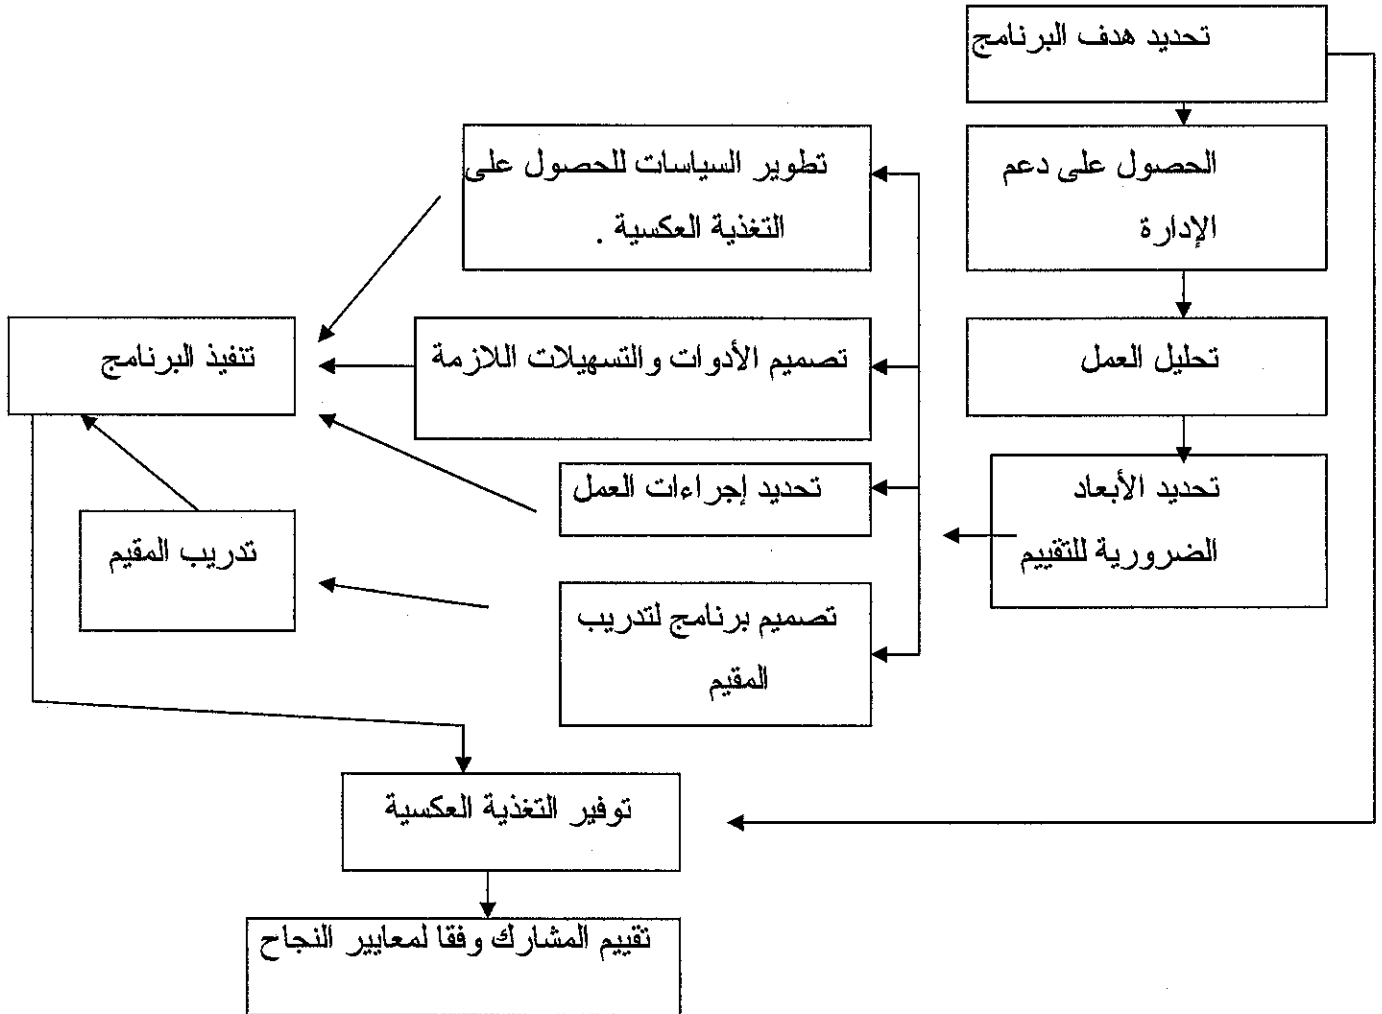 تحديد هدف البرنامج
الحصول على دعم
الإدارة
تحليل العمل
تحديد الأبعاد
الضرورية للتقييم
تطوير السياسات للحصول على
التغذية العكسية .
تصميم الأدوات والتسهيلات اللازمة
تحديد إجراءات العمل
تصميم برنامج لتدريب
المقيم
تنفيذ البرنامج
تدريب المقيم
توفير التغذية العكسية
تقييم المشارك وفقا لمعايير النجاح